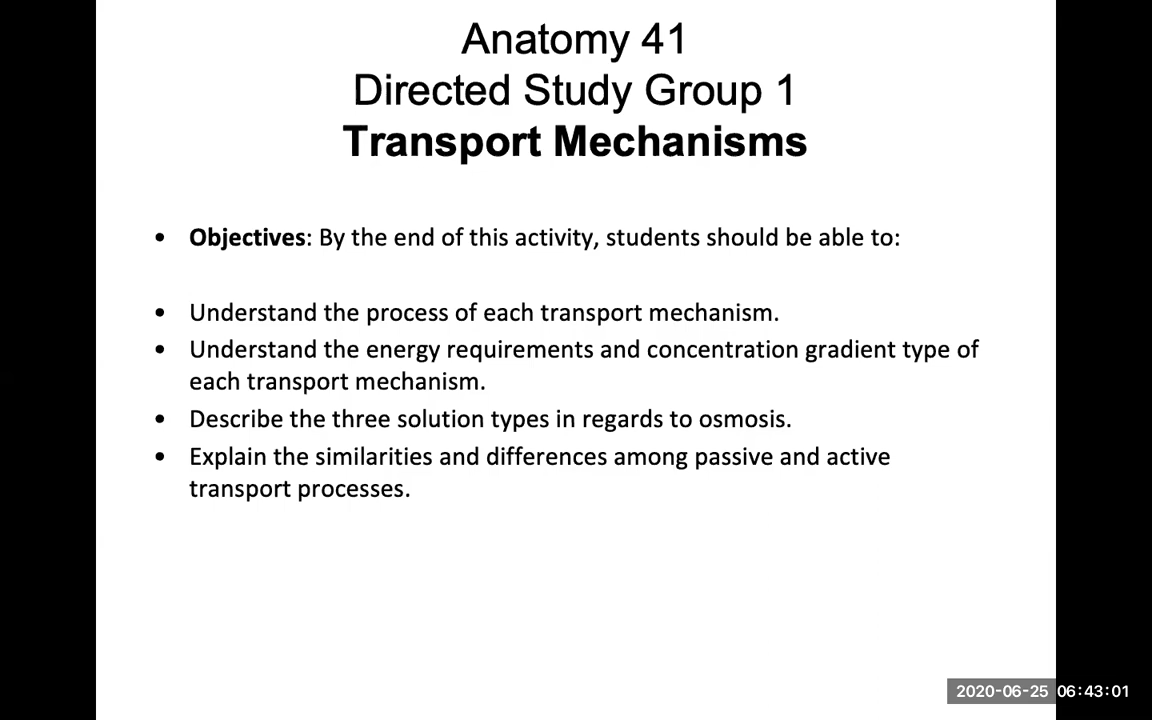 Anatomy 41
Directed Study Group 1
Transport Mechanisms
• Objectives: By the end of this activity, students should be able to:
• Understand the process of each transport mechanism.
• Understand the energy requirements and concentration gradient type of
each transport mechanism.
• Describe the three solution types in regards to osmosis.
• Explain the similarities and differences among passive and active
transport processes.
2020-06-25 06:43:01